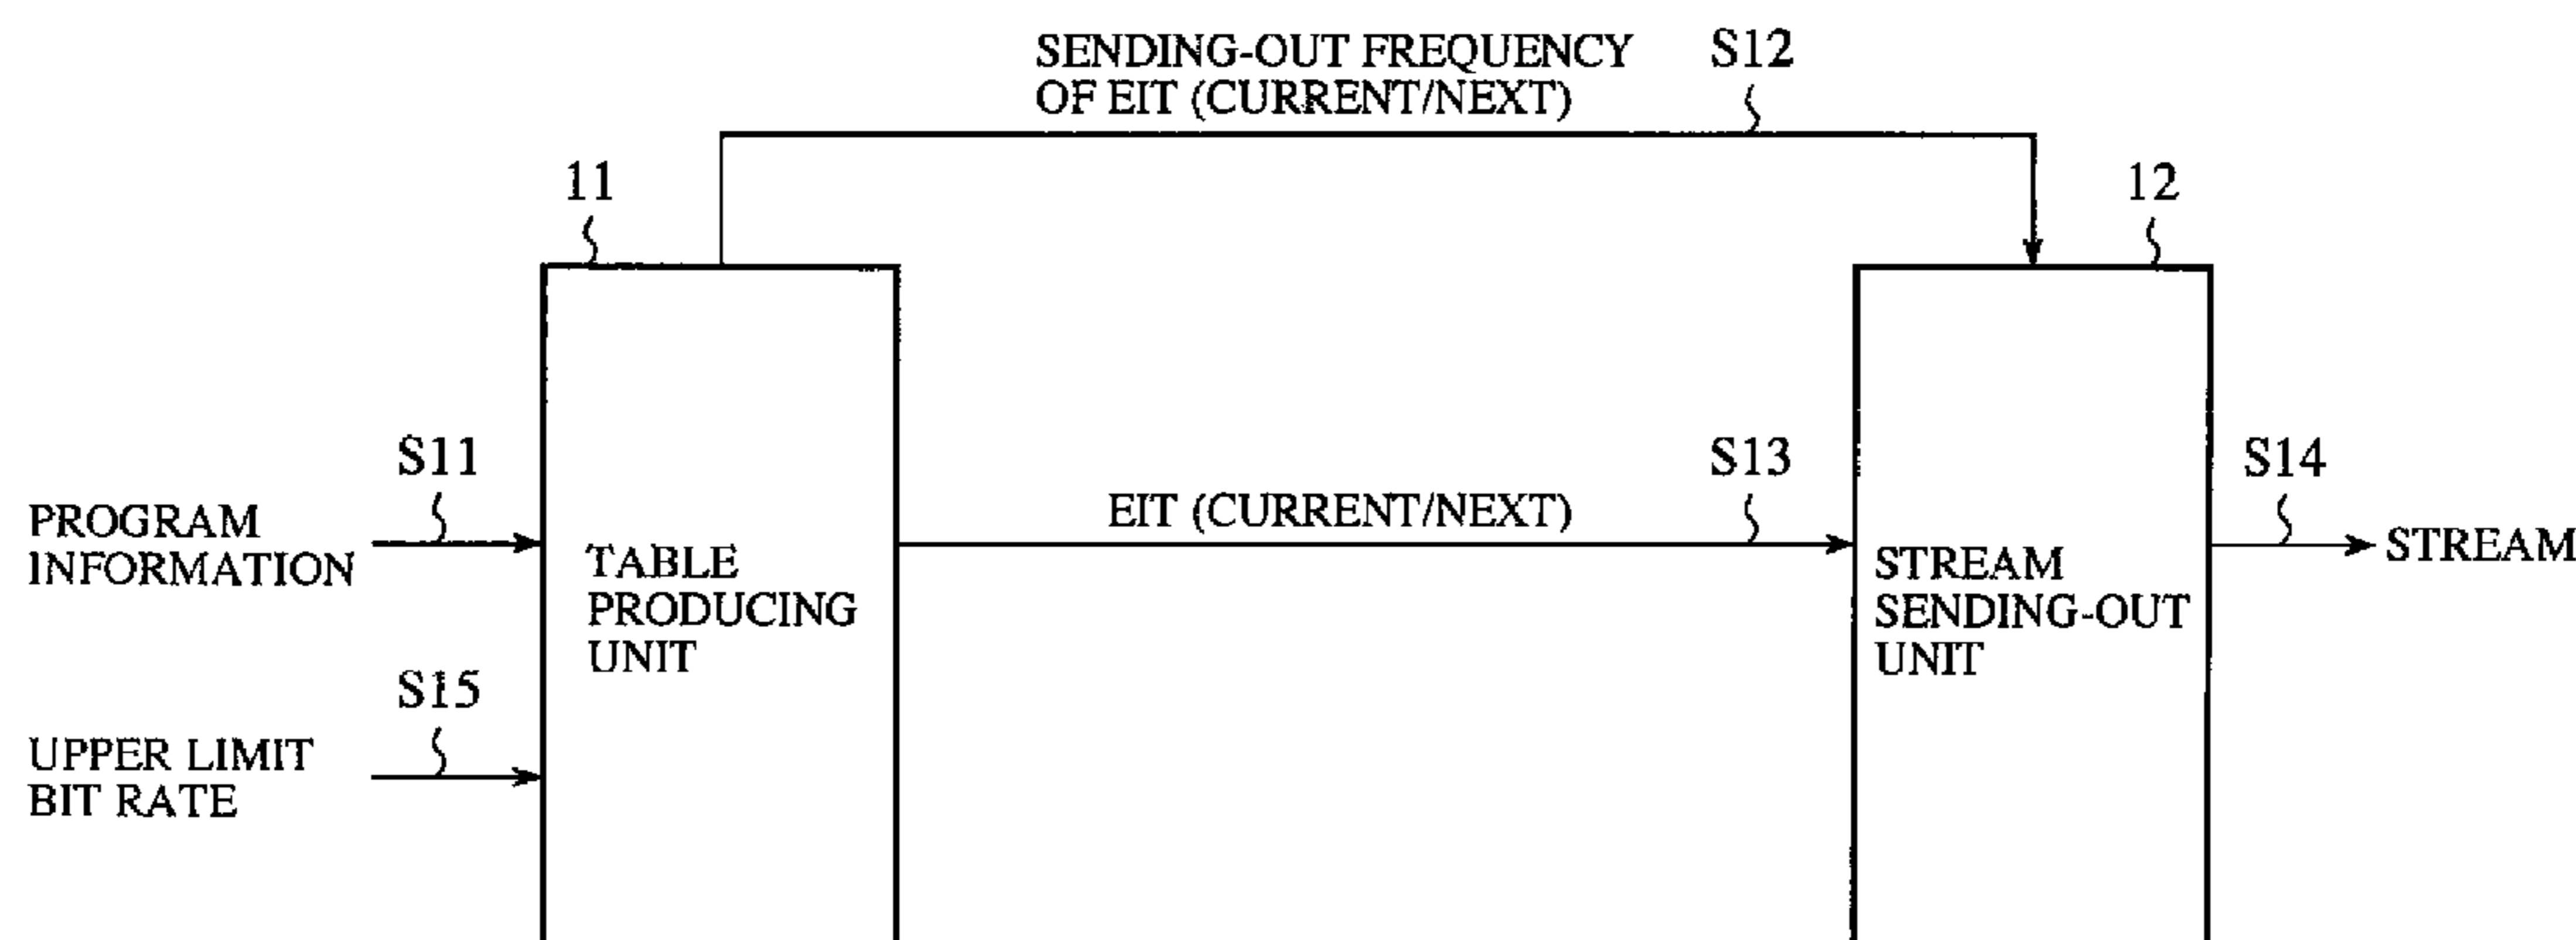 SENDING-OUT FREQUENCY
OF EIT (CURRENT/NEXT)
S12
11
12
S11
PROGRAM
INFORMATION
TABLE
PRODUCING
UNIT
EIT (CURRENT/NEXT)
S13
STREAM
SENDING-OUT
UNIT
S14
STREAM
S15
UPPER LIMIT
BIT RATE